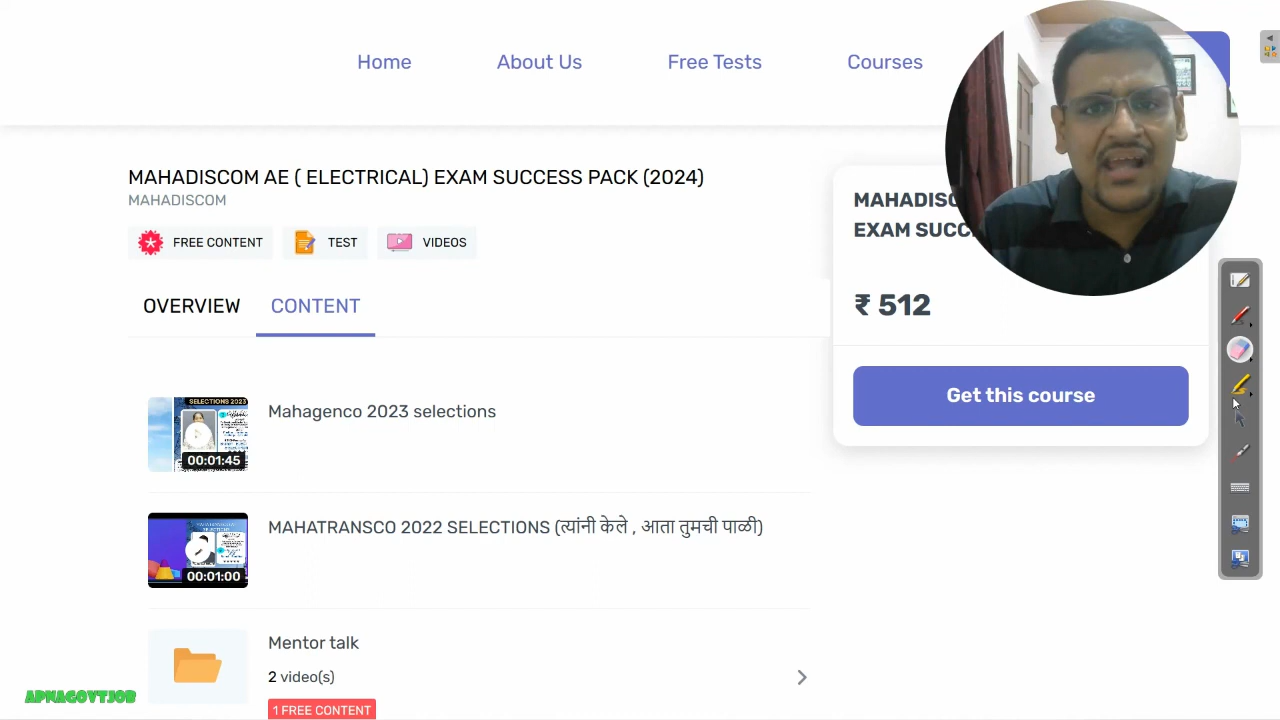 Home
About Us
Free Tests
Courses
MAHADISCOM AE ( ELECTRICAL) EXAM SUCCESS PACK (2024)
MAHADISCOM
FREE CONTENT
TEST
VIDEOS
OVERVIEW
CONTENT
EXAM SUCC
₹ 512
Get this course
SELECTIONS 2023
00:01:45
Mahagenco 2023 selections
00:01:00
MAHATRANSCO 2022 SELECTIONS (त्यांनी केले , आता तुमची पाळी)
Mentor talk
2 video(s)
1 FREE CONTENT
APNAGOVTJOB